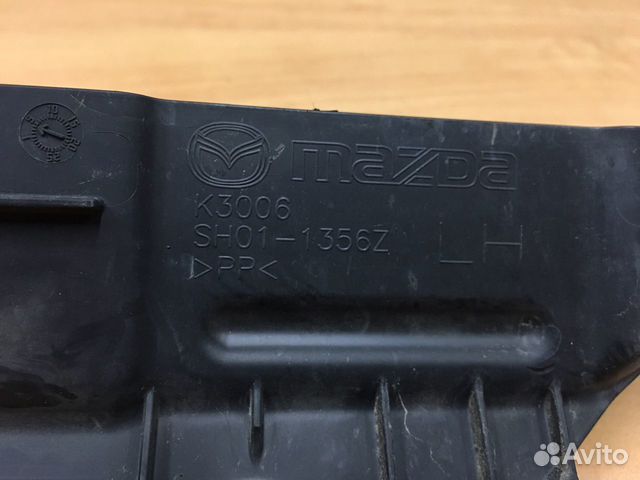 mazda
K3006
SH01-1356Z
LH
>PP<
Avito